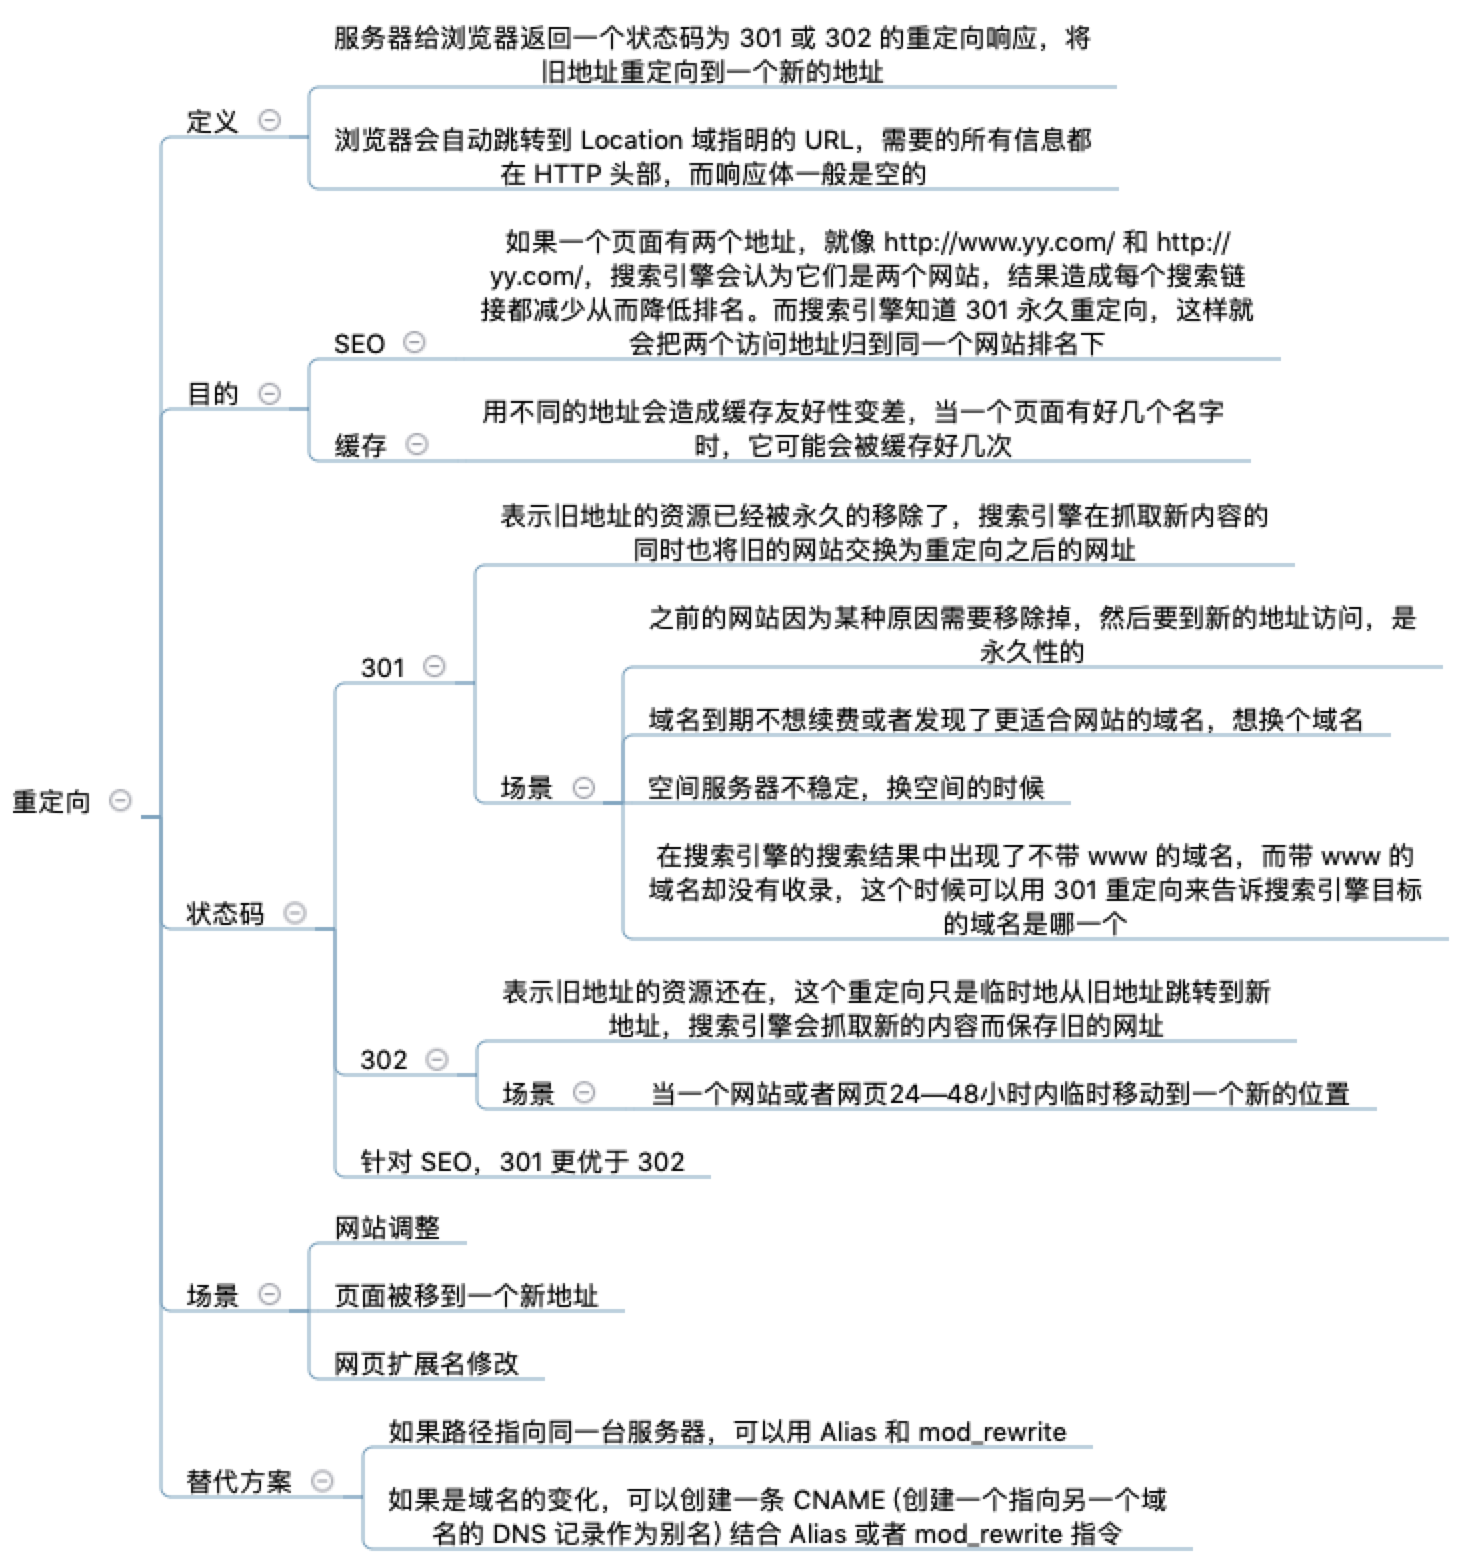 服务器给浏览器返回一个状态码为 301 或 302 的重定向响应，将
旧地址重定向到一个新的地址
定义
浏览器会自动跳转到 Location 域指明的 URL，需要的所有信息都
在 HTTP 头部，而响应体一般是空的
如果一个页面有两个地址，就像 http://www.yy.com/ 和 http://
yy.com/，搜索引擎会认为它们是两个网站，结果造成每个搜索链
接都减少从而降低排名。而搜索引擎知道 301 永久重定向，这样就
会把两个访问地址归到同一个网站排名下
SEO
目的
用不同的地址会造成缓存友好性变差，当一个页面有好几个名字
时，它可能会被缓存好几次
缓存
表示旧地址的资源已经被永久的移除了，搜索引擎在抓取新内容的
同时也将旧的网站交换为重定向之后的网址
之前的网站因为某种原因需要移除掉，然后要到新的地址访问，是
永久性的
301
域名到期不想续费或者发现了更适合网站的域名，想换个域名
场景
空间服务器不稳定，换空间的时候
重定向
在搜索引擎的搜索结果中出现了不带 www 的域名，而带 www 的
域名却没有收录，这个时候可以用 301 重定向来告诉搜索引擎目标
的域名是哪一个
状态码
表示旧地址的资源还在，这个重定向只是临时地从旧地址跳转到新
地址，搜索引擎会抓取新的内容而保存旧的网址
302
场景
当一个网站或者网页24—48小时内临时移动到一个新的位置
针对 SEO，301 更优于 302
网站调整
场景
页面被移到一个新地址
网页扩展名修改
如果路径指向同一台服务器，可以用 Alias 和 mod_rewrite
替代方案
如果是域名的变化，可以创建一条 CNAME (创建一个指向另一个域
名的 DNS 记录作为别名) 结合 Alias 或者 mod_rewrite 指令